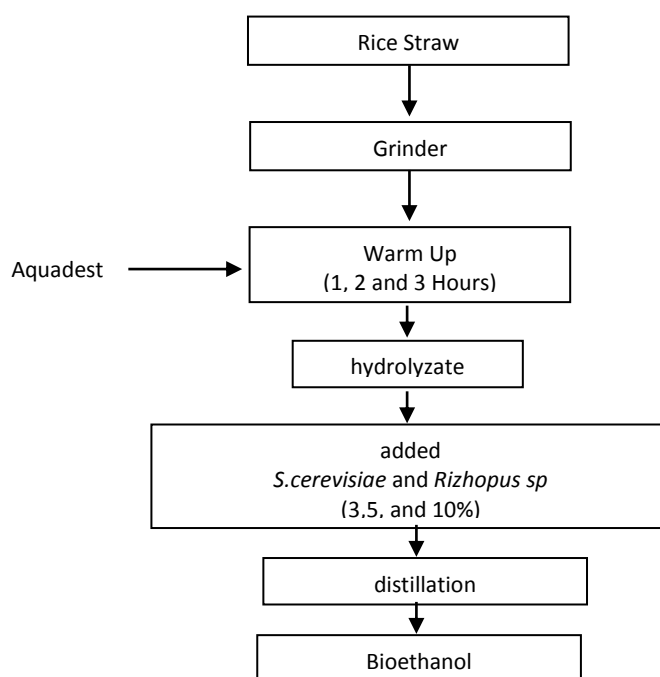 Rice Straw
Grinder
Aquadest
Warm Up
(1, 2 and 3 Hours)
hydrolyzate
added
S.cerevisiae and Rizhopus sp
(3,5, and 10%)
distillation
Bioethanol